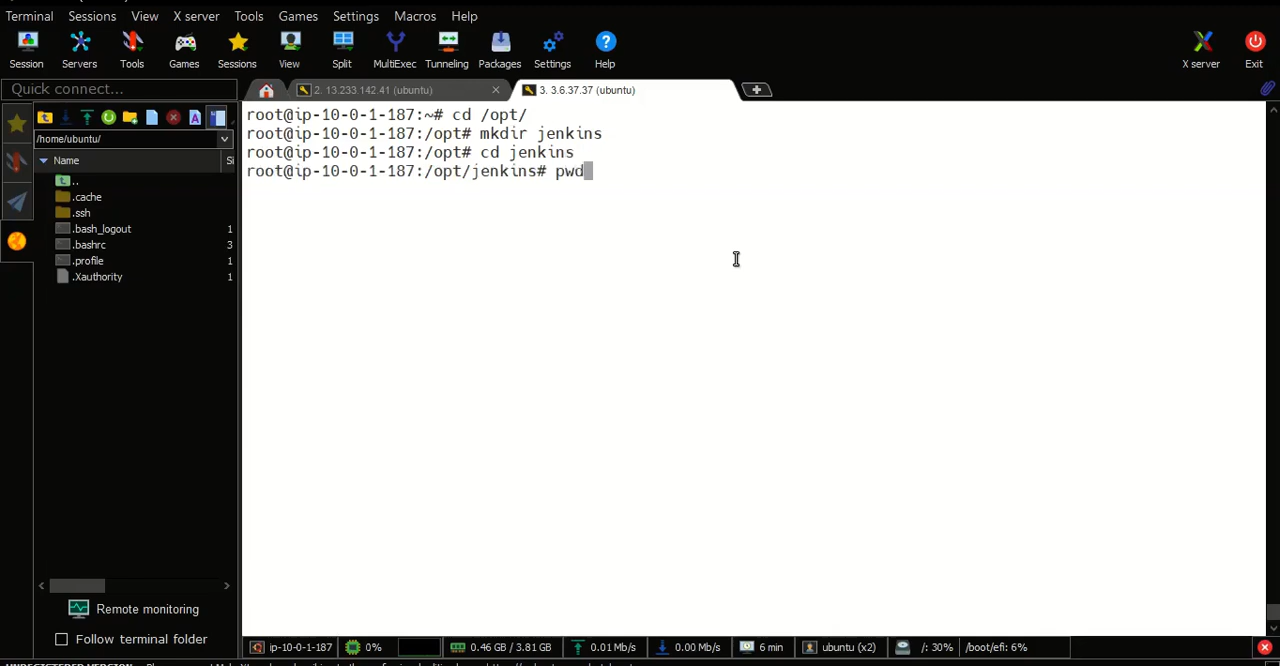 Terminal Sessions View X server Tools Games Settings Macros Help
Session Servers Tools Games Sessions View Split MultiExec Tunneling Packages Settings Help X server Exit
Quick connect...
2. 13.233.142.41 (ubuntu)
3. 3.6.37.37 (ubuntu)
/home/ubuntu/
Name Si
..
.cache
.ssh
.bash_logout 1
.bashrc 3
.profile 1
.Xauthority 1
root@ip-10-0-1-187:~# cd /opt/
root@ip-10-0-1-187:/opt# mkdir jenkins
root@ip-10-0-1-187:/opt# cd jenkins
root@ip-10-0-1-187:/opt/jenkins# pwd
Remote monitoring
Follow terminal folder
ip-10-0-1-187 0% 0.46 GB / 3.81 GB 0.01 Mb/s 0.00 Mb/s 6 min ubuntu (x2) /: 30% /boot/efi: 6%